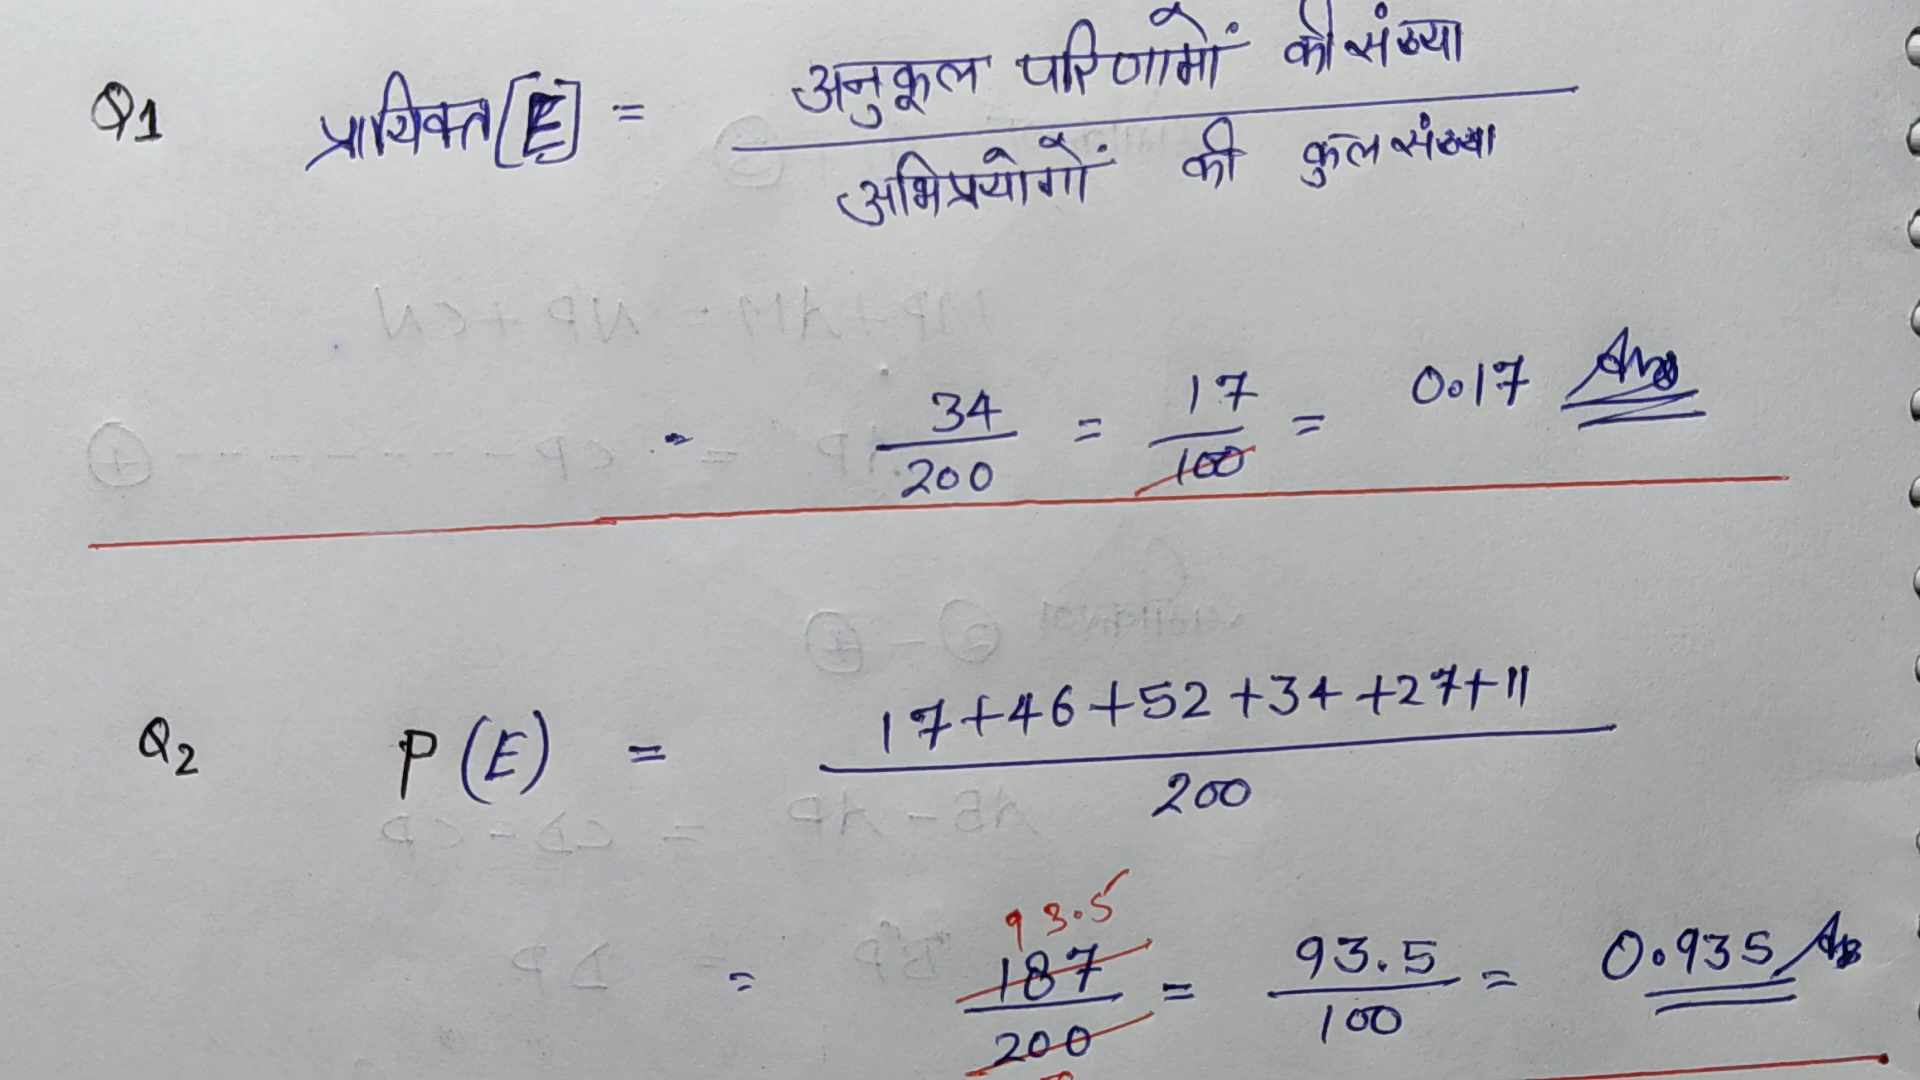 Q1 प्रायिकत [E] = अनुकूल परिणामों की संख्या / अभिप्रयोगों की कुल संख्या
= 34/200 = 17/100 = 0.17 Ans
Q2 P(E) = 17+46+52+34+27+11 / 200
93.5
= 187/200 = 93.5/100 = 0.935 Ans